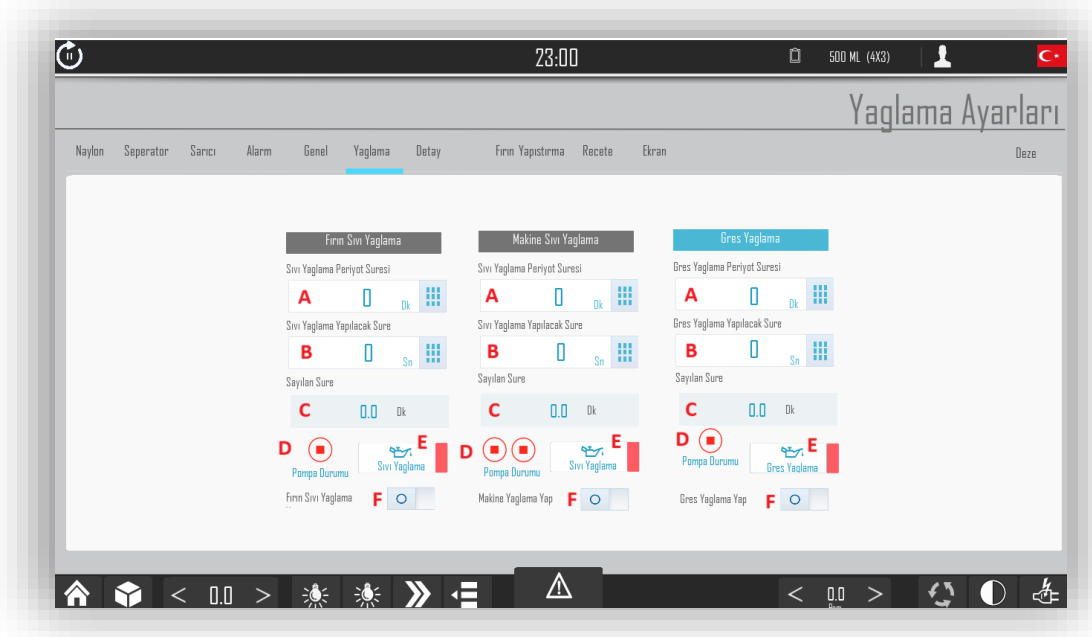 23:00
500 ML (4X3)
Yaglama Ayarları
Naylon Seperator Sarıcı Alarm Genel Yaglama Detay Fırın Yapıstırma Recete Ekran Deze
Fırın Sıvı Yaglama
Sıvı Yaglama Periyot Suresi
A 0 Dk
Sıvı Yaglama Yapılacak Sure
B 0 Sn
Sayılan Sure
C 0.0 Dk
D E
Pompa Durumu Sıvı Yaglama
Fırın Sıvı Yaglama F
Makine Sıvı Yaglama
Sıvı Yaglama Periyot Suresi
A 0 Dk
Sıvı Yaglama Yapılacak Sure
B 0 Sn
Sayılan Sure
C 0.0 Dk
D E
Pompa Durumu Sıvı Yaglama
Makine Yaglama Yap F
Gres Yaglama
Gres Yaglama Periyot Suresi
A 0 Dk
Gres Yaglama Yapılacak Sure
B 0 Sn
Sayılan Sure
C 0.0 Dk
D E
Pompa Durumu Gres Yaglama
Gres Yaglama Yap F
< 0.0 > < 0.0 >